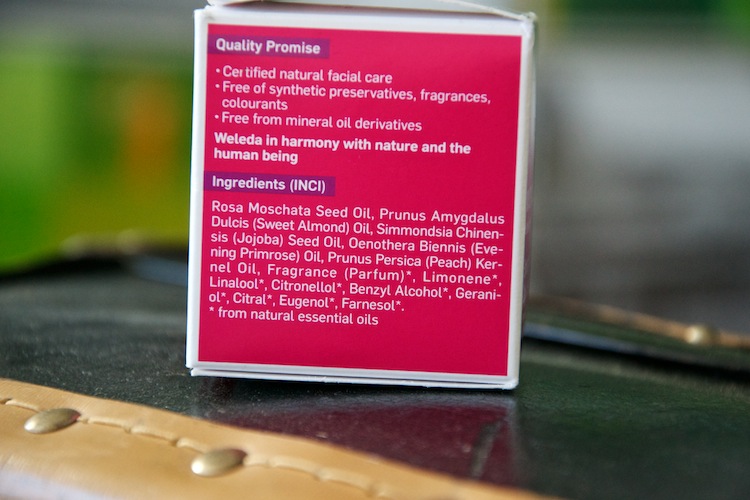 Quality Promise
• Certified natural facial care
• Free of synthetic preservatives, fragrances,
colourants
• Free from mineral oil derivatives
Weleda in harmony with nature and the
human being
Ingredients (INCI)
Rosa Moschata Seed Oil, Prunus Amygdalus
Dulcis (Sweet Almond) Oil, Simmondsia Chinen-
sis (Jojoba) Seed Oil, Oenothera Biennis (Eve-
ning Primrose) Oil, Prunus Persica (Peach) Ker-
nel Oil, Fragrance (Parfum)*, Limonene*,
Linalool*, Citronellol*, Benzyl Alcohol*, Gerani-
ol*, Citral*, Eugenol*, Farnesol*.
* from natural essential oils